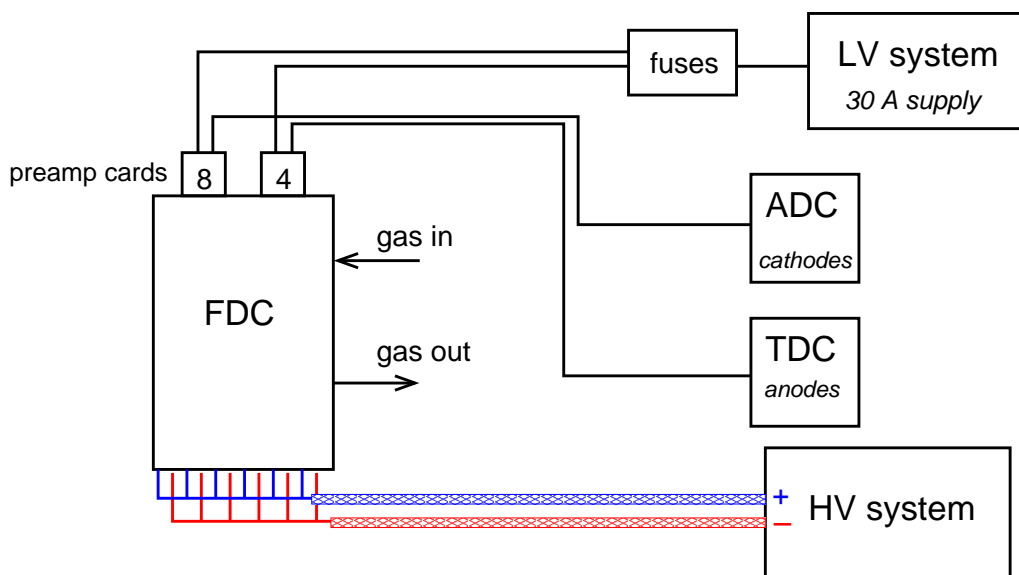 fuses
LV system
30 A supply
preamp cards
8
4
ADC
cathodes
gas in
FDC
gas out
TDC
anodes
+
−
HV system